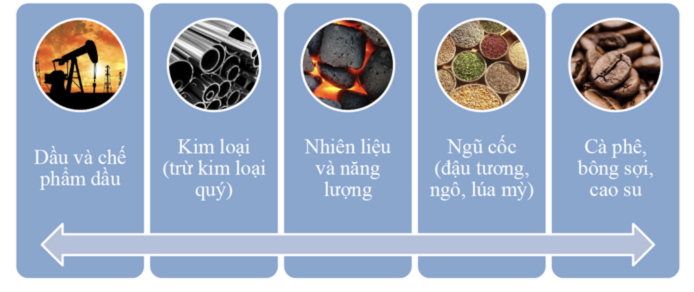 Dầu và chế
phẩm dầu
Kim loại
(trừ kim loại
quý)
Nhiên liệu
và năng
lượng
Ngũ cốc
(đậu tương,
ngô, lúa mỳ)
Cà phê,
bông sợi,
cao su